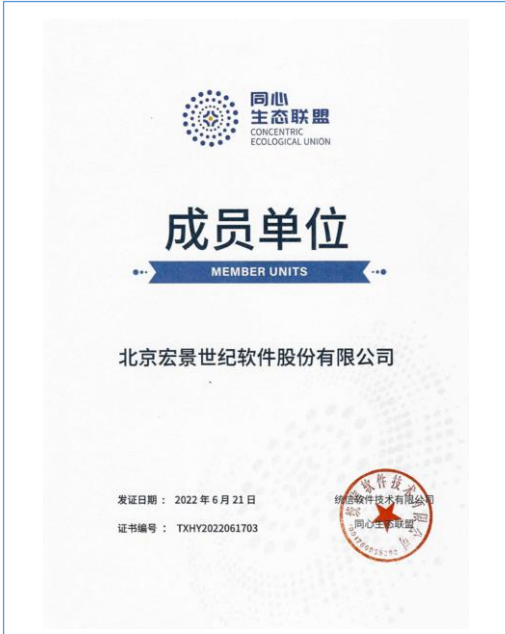 同心
生态联盟
CONCENTRIC
ECOLOGICAL UNION
成员单位
MEMBER UNITS
北京宏景世纪软件股份有限公司
发证日期： 2022 年 6 月 21 日
统信软件技术有限公司
证书编号 ： TXHY2022061703
同心生态联盟